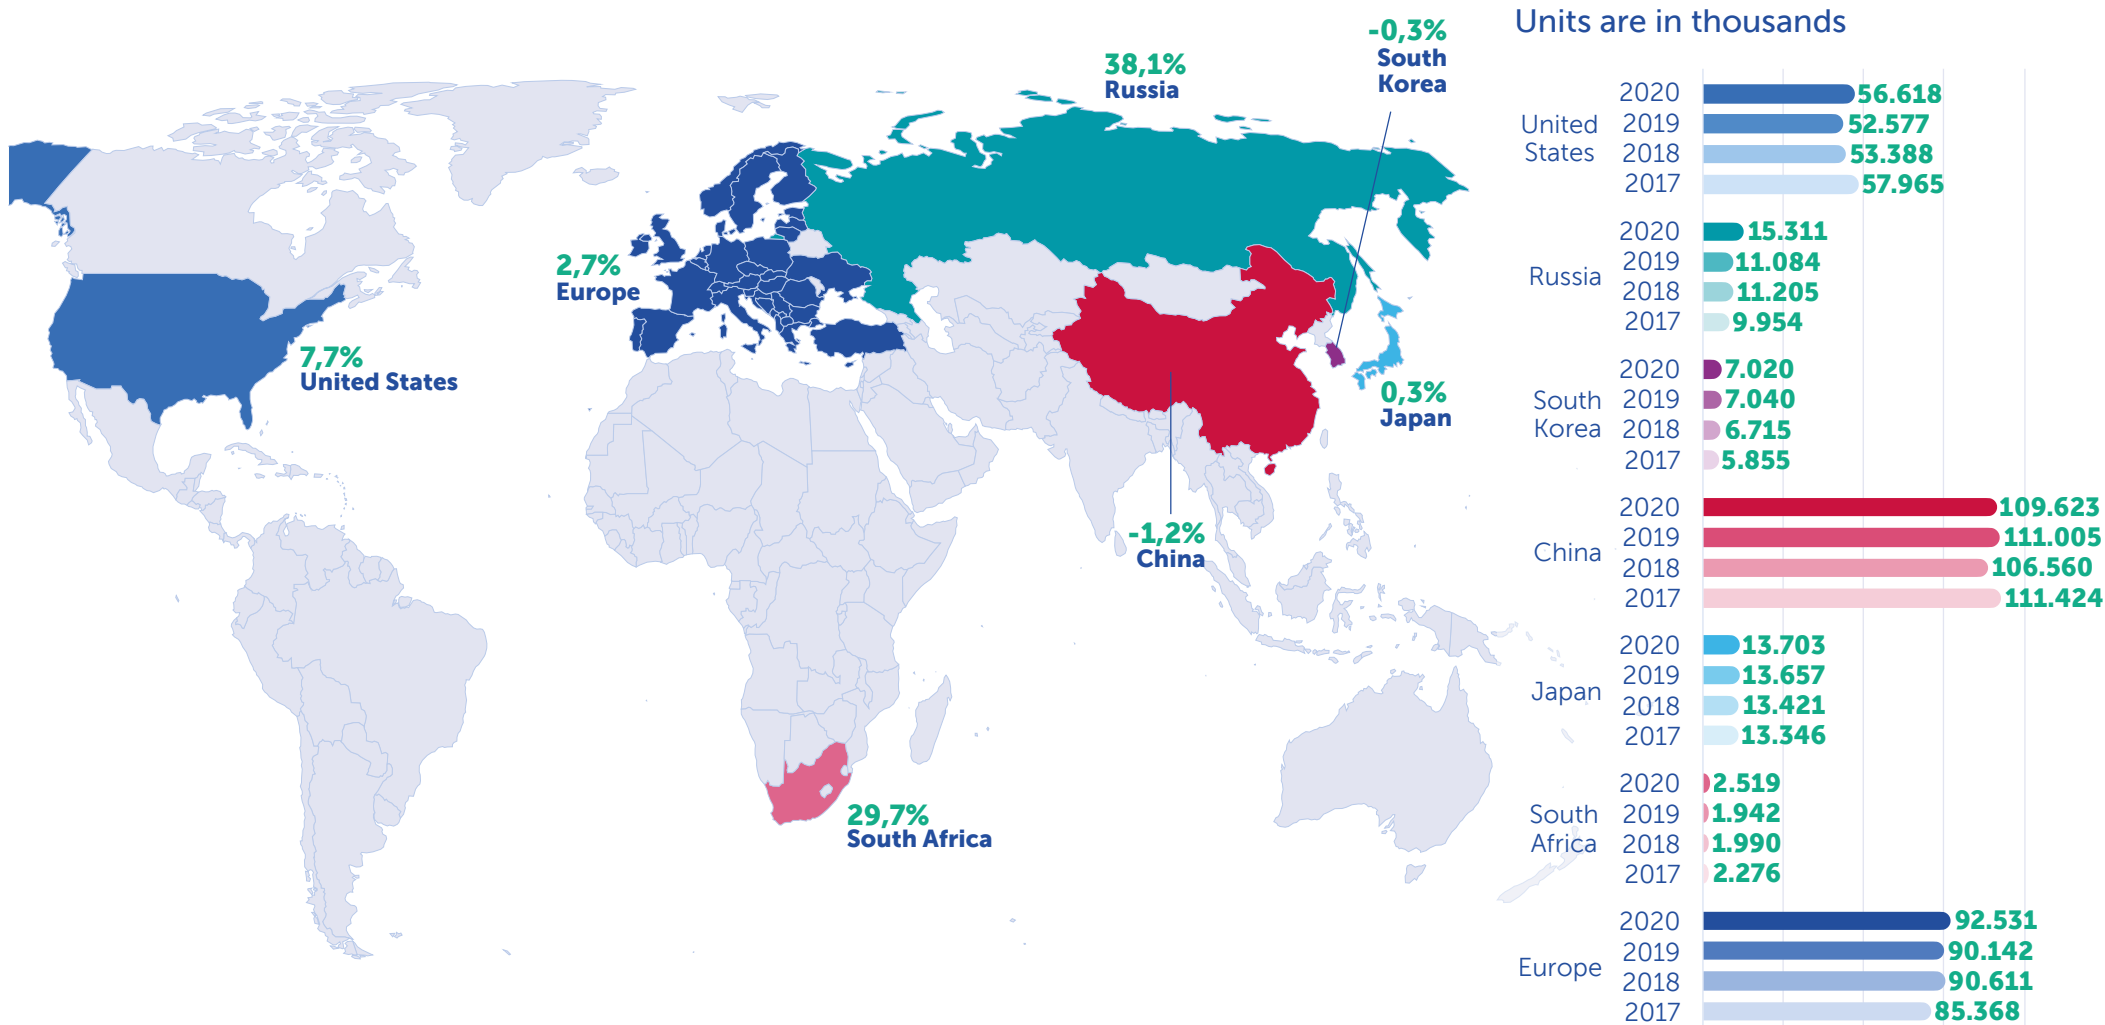 Units are in thousands
-0,3%
South
Korea
38,1%
Russia
2,7%
Europe
7,7%
United States
0,3%
Japan
-1,2%
China
29,7%
South Africa
United
States
2020 56.618
2019 52.577
2018 53.388
2017 57.965
Russia
2020 15.311
2019 11.084
2018 11.205
2017 9.954
South
Korea
2020 7.020
2019 7.040
2018 6.715
2017 5.855
China
2020 109.623
2019 111.005
2018 106.560
2017 111.424
Japan
2020 13.703
2019 13.657
2018 13.421
2017 13.346
South
Africa
2020 2.519
2019 1.942
2018 1.990
2017 2.276
Europe
2020 92.531
2019 90.142
2018 90.611
2017 85.368